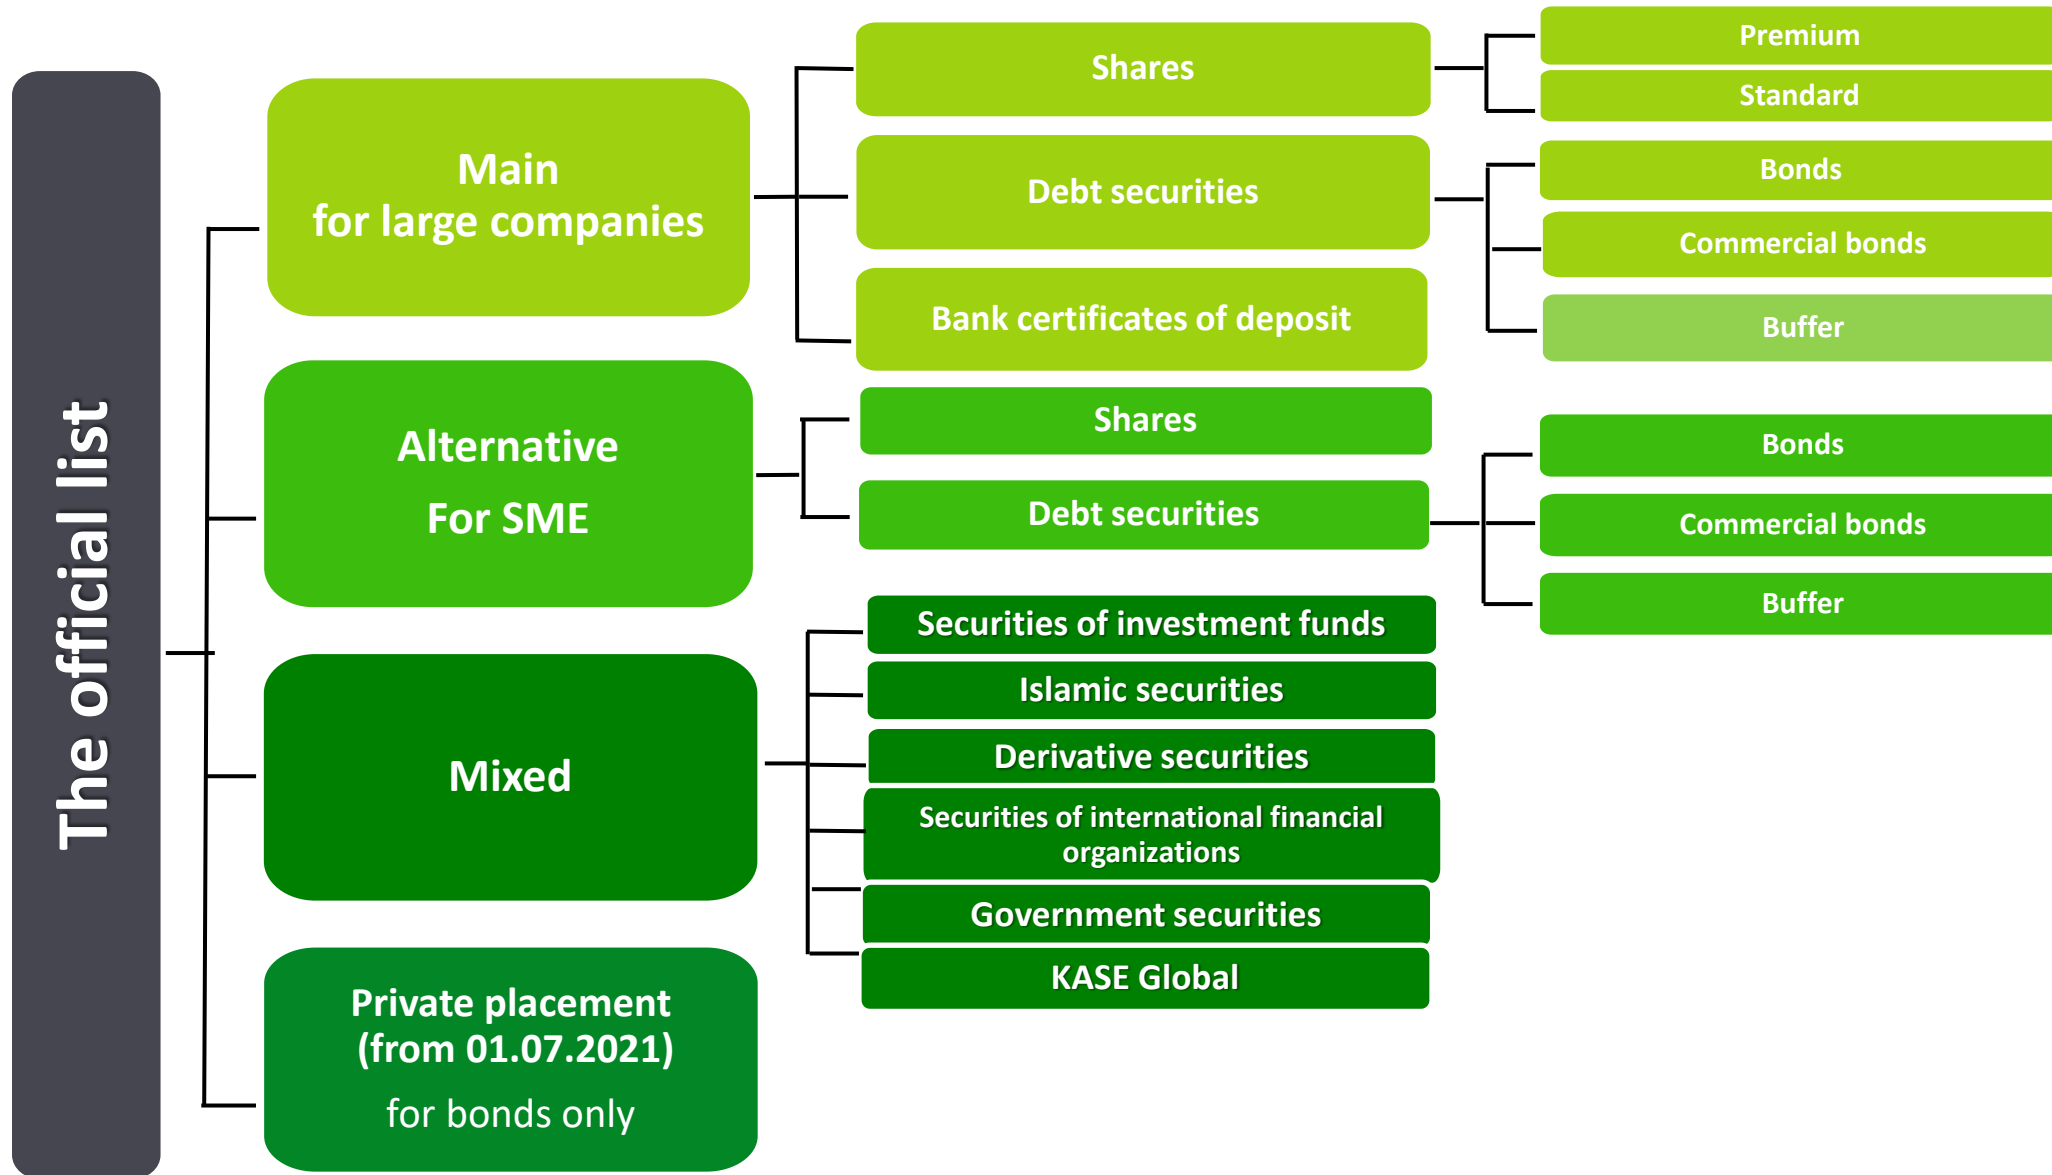 The official list
Main
for large companies
Shares
Premium
Standard
Debt securities
Bonds
Commercial bonds
Buffer
Bank certificates of deposit
Alternative
For SME
Shares
Debt securities
Bonds
Commercial bonds
Buffer
Mixed
Securities of investment funds
Islamic securities
Derivative securities
Securities of international financial
organizations
Government securities
KASE Global
Private placement
(from 01.07.2021)
for bonds only